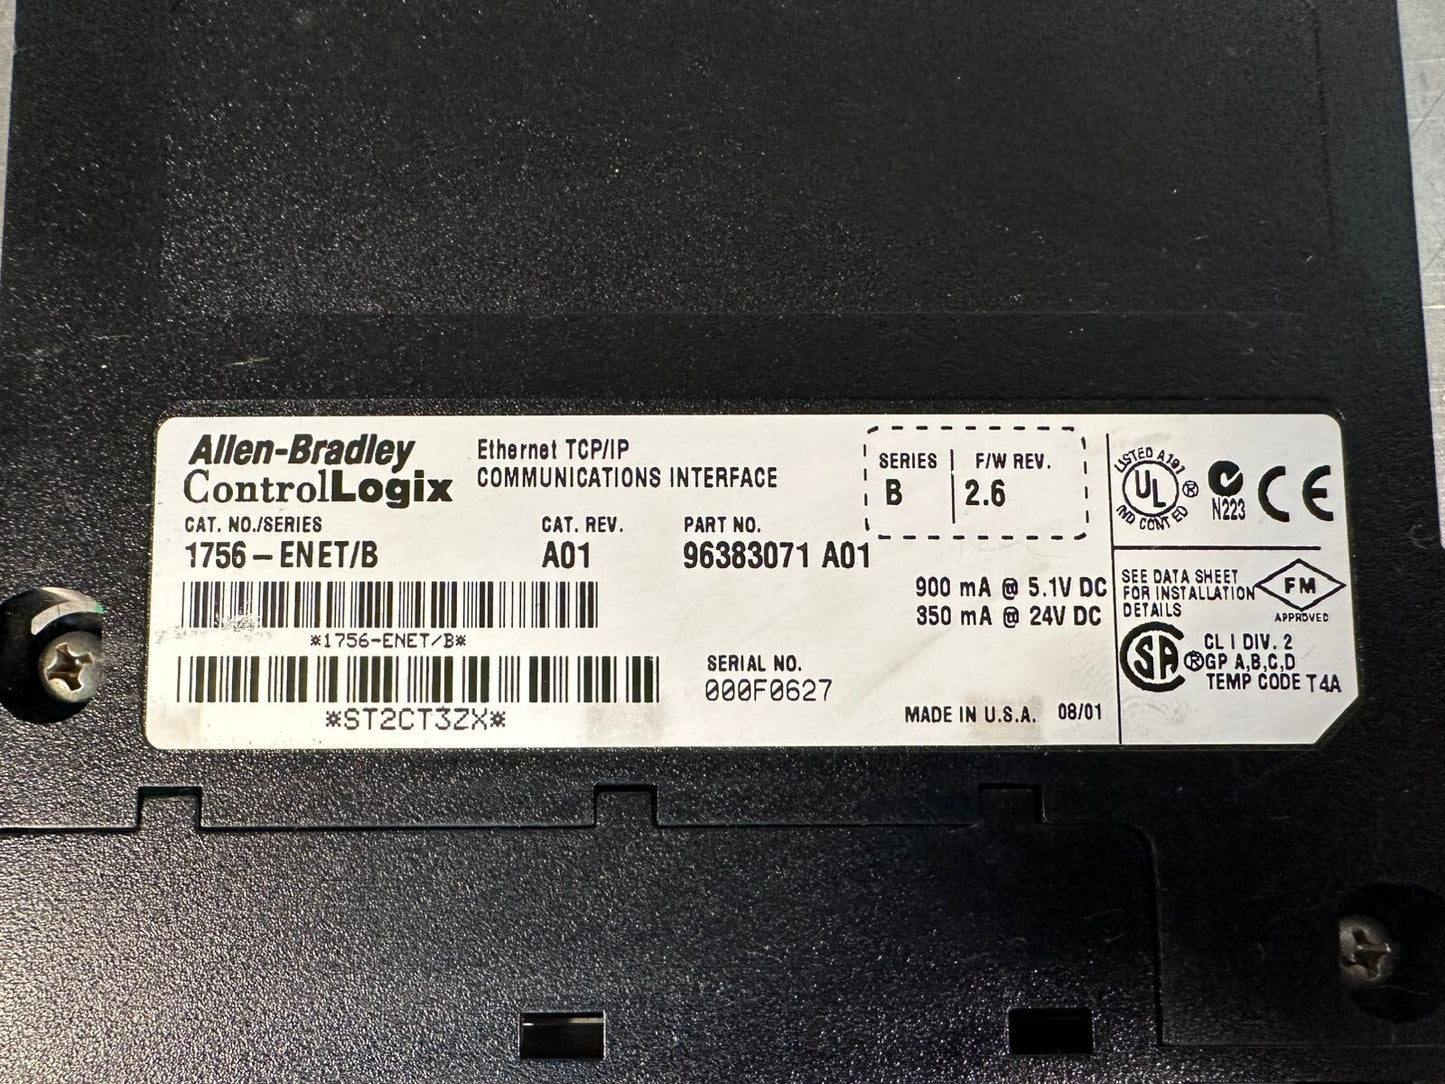 Allen-Bradley
ControlLogix
Ethernet TCP/IP
COMMUNICATIONS INTERFACE
SERIES F/W REV.
B 2.6
CAT. NO./SERIES CAT. REV. PART NO.
1756-ENET/B A01 96383071 A01
900 mA @ 5.1V DC
350 mA @ 24V DC
*1756-ENET/B*
SERIAL NO.
000F0627
*ST2CT3ZX*
MADE IN U.S.A. 08/01
LISTED A197
UL ®
IND CONT ED
N223
CE
SEE DATA SHEET
FOR INSTALLATION
DETAILS
FM
APPROVED
SA ®
CL I DIV. 2
GP A,B,C,D
TEMP CODE T4A